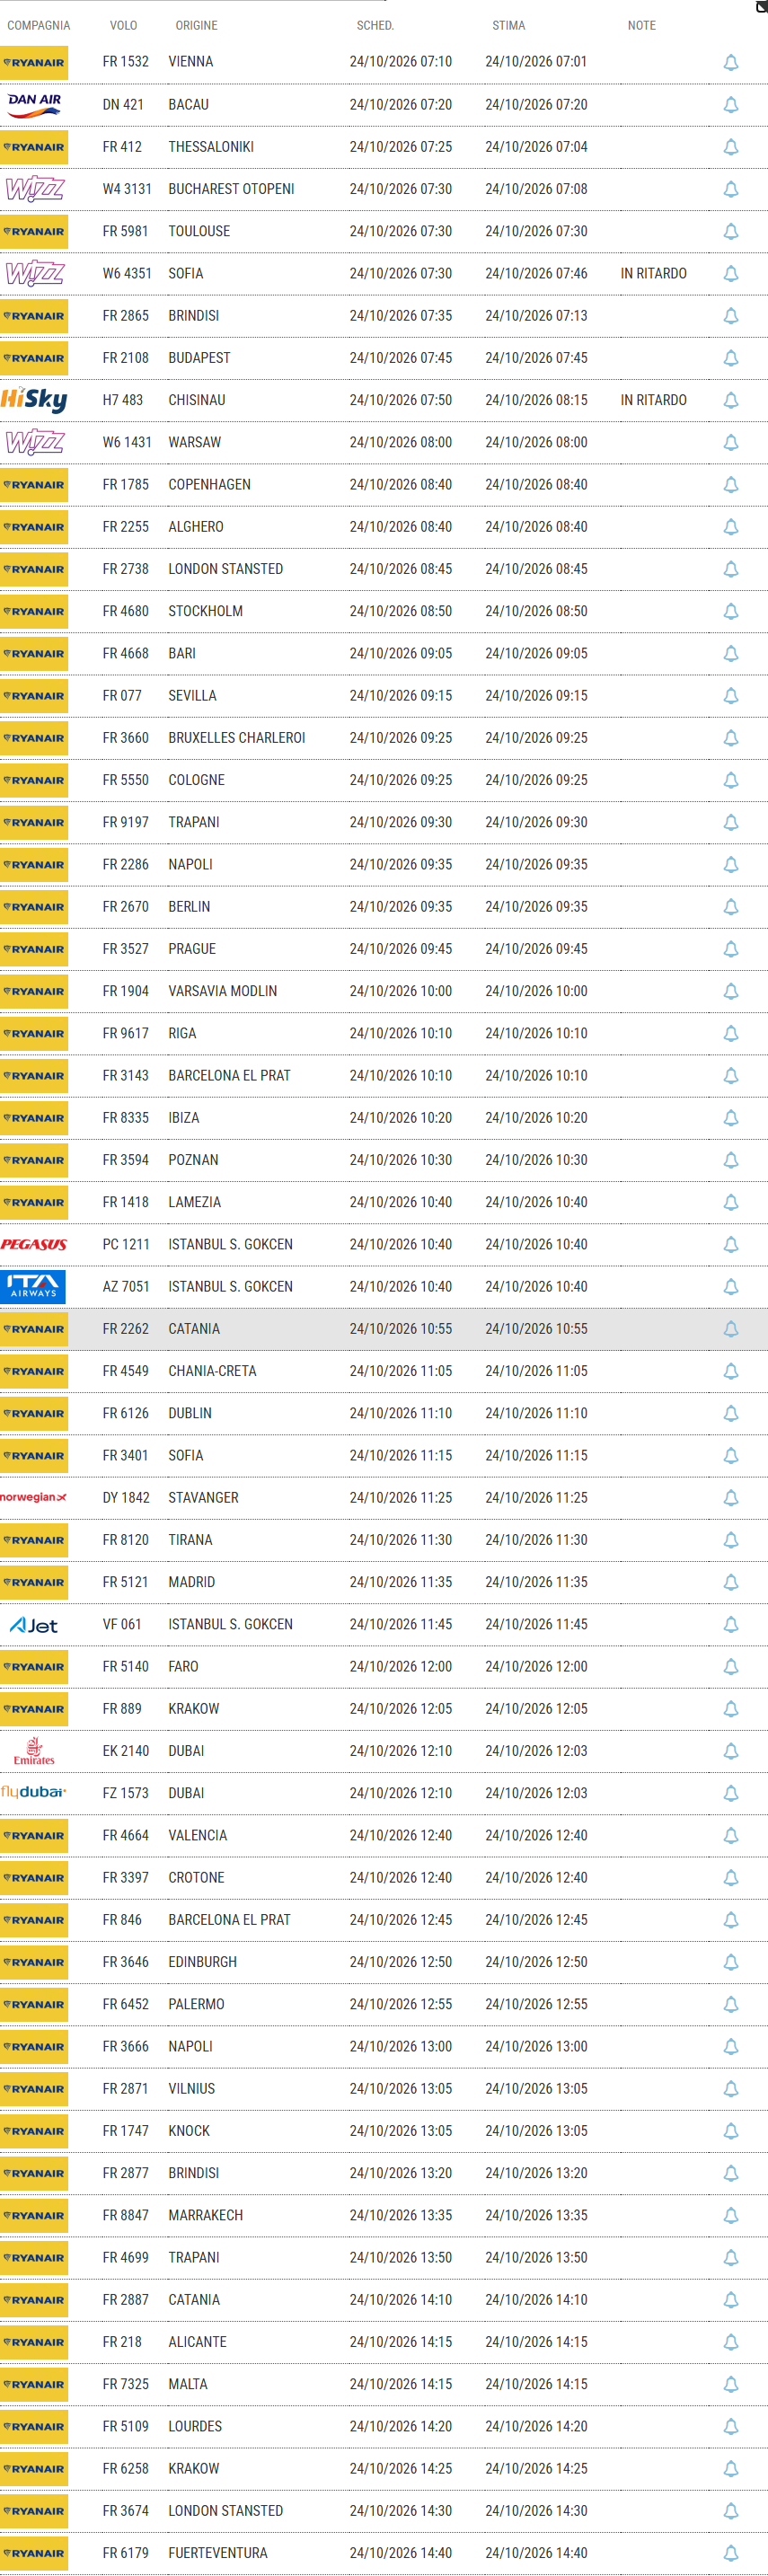 COMPAGNIA VOLO ORIGINE SCHED. STIMA NOTE
RYANAIR FR 1532 VIENNA 24/10/2026 07:10 24/10/2026 07:01
DAN AIR DN 421 BACAU 24/10/2026 07:20 24/10/2026 07:20
RYANAIR FR 412 THESSALONIKI 24/10/2026 07:25 24/10/2026 07:04
Wizz W4 3131 BUCHAREST OTOPENI 24/10/2026 07:30 24/10/2026 07:08
RYANAIR FR 5981 TOULOUSE 24/10/2026 07:30 24/10/2026 07:30
Wizz W6 4351 SOFIA 24/10/2026 07:30 24/10/2026 07:46 IN RITARDO
RYANAIR FR 2865 BRINDISI 24/10/2026 07:35 24/10/2026 07:13
RYANAIR FR 2108 BUDAPEST 24/10/2026 07:45 24/10/2026 07:45
HiSky H7 483 CHISINAU 24/10/2026 07:50 24/10/2026 08:15 IN RITARDO
Wizz W6 1431 WARSAW 24/10/2026 08:00 24/10/2026 08:00
RYANAIR FR 1785 COPENHAGEN 24/10/2026 08:40 24/10/2026 08:40
RYANAIR FR 2255 ALGHERO 24/10/2026 08:40 24/10/2026 08:40
RYANAIR FR 2738 LONDON STANSTED 24/10/2026 08:45 24/10/2026 08:45
RYANAIR FR 4680 STOCKHOLM 24/10/2026 08:50 24/10/2026 08:50
RYANAIR FR 4668 BARI 24/10/2026 09:05 24/10/2026 09:05
RYANAIR FR 077 SEVILLA 24/10/2026 09:15 24/10/2026 09:15
RYANAIR FR 3660 BRUXELLES CHARLEROI 24/10/2026 09:25 24/10/2026 09:25
RYANAIR FR 5550 COLOGNE 24/10/2026 09:25 24/10/2026 09:25
RYANAIR FR 9197 TRAPANI 24/10/2026 09:30 24/10/2026 09:30
RYANAIR FR 2286 NAPOLI 24/10/2026 09:35 24/10/2026 09:35
RYANAIR FR 2670 BERLIN 24/10/2026 09:35 24/10/2026 09:35
RYANAIR FR 3527 PRAGUE 24/10/2026 09:45 24/10/2026 09:45
RYANAIR FR 1904 VARSAVIA MODLIN 24/10/2026 10:00 24/10/2026 10:00
RYANAIR FR 9617 RIGA 24/10/2026 10:10 24/10/2026 10:10
RYANAIR FR 3143 BARCELONA EL PRAT 24/10/2026 10:10 24/10/2026 10:10
RYANAIR FR 8335 IBIZA 24/10/2026 10:20 24/10/2026 10:20
RYANAIR FR 3594 POZNAN 24/10/2026 10:30 24/10/2026 10:30
RYANAIR FR 1418 LAMEZIA 24/10/2026 10:40 24/10/2026 10:40
PEGASUS PC 1211 ISTANBUL S. GOKCEN 24/10/2026 10:40 24/10/2026 10:40
ITA AIRWAYS AZ 7051 ISTANBUL S. GOKCEN 24/10/2026 10:40 24/10/2026 10:40
RYANAIR FR 2262 CATANIA 24/10/2026 10:55 24/10/2026 10:55
RYANAIR FR 4549 CHANIA-CRETA 24/10/2026 11:05 24/10/2026 11:05
RYANAIR FR 6126 DUBLIN 24/10/2026 11:10 24/10/2026 11:10
RYANAIR FR 3401 SOFIA 24/10/2026 11:15 24/10/2026 11:15
norwegian DY 1842 STAVANGER 24/10/2026 11:25 24/10/2026 11:25
RYANAIR FR 8120 TIRANA 24/10/2026 11:30 24/10/2026 11:30
RYANAIR FR 5121 MADRID 24/10/2026 11:35 24/10/2026 11:35
AJet VF 061 ISTANBUL S. GOKCEN 24/10/2026 11:45 24/10/2026 11:45
RYANAIR FR 5140 FARO 24/10/2026 12:00 24/10/2026 12:00
RYANAIR FR 889 KRAKOW 24/10/2026 12:05 24/10/2026 12:05
Emirates EK 2140 DUBAI 24/10/2026 12:10 24/10/2026 12:03
flydubai FZ 1573 DUBAI 24/10/2026 12:10 24/10/2026 12:03
RYANAIR FR 4664 VALENCIA 24/10/2026 12:40 24/10/2026 12:40
RYANAIR FR 3397 CROTONE 24/10/2026 12:40 24/10/2026 12:40
RYANAIR FR 846 BARCELONA EL PRAT 24/10/2026 12:45 24/10/2026 12:45
RYANAIR FR 3646 EDINBURGH 24/10/2026 12:50 24/10/2026 12:50
RYANAIR FR 6452 PALERMO 24/10/2026 12:55 24/10/2026 12:55
RYANAIR FR 3666 NAPOLI 24/10/2026 13:00 24/10/2026 13:00
RYANAIR FR 2871 VILNIUS 24/10/2026 13:05 24/10/2026 13:05
RYANAIR FR 1747 KNOCK 24/10/2026 13:05 24/10/2026 13:05
RYANAIR FR 2877 BRINDISI 24/10/2026 13:20 24/10/2026 13:20
RYANAIR FR 8847 MARRAKECH 24/10/2026 13:35 24/10/2026 13:35
RYANAIR FR 4699 TRAPANI 24/10/2026 13:50 24/10/2026 13:50
RYANAIR FR 2887 CATANIA 24/10/2026 14:10 24/10/2026 14:10
RYANAIR FR 218 ALICANTE 24/10/2026 14:15 24/10/2026 14:15
RYANAIR FR 7325 MALTA 24/10/2026 14:15 24/10/2026 14:15
RYANAIR FR 5109 LOURDES 24/10/2026 14:20 24/10/2026 14:20
RYANAIR FR 6258 KRAKOW 24/10/2026 14:25 24/10/2026 14:25
RYANAIR FR 3674 LONDON STANSTED 24/10/2026 14:30 24/10/2026 14:30
RYANAIR FR 6179 FUERTEVENTURA 24/10/2026 14:40 24/10/2026 14:40